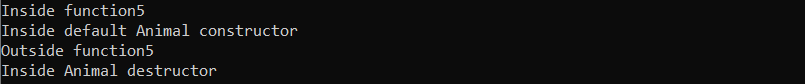 Inside function5
Inside default Animal constructor
Outside function5
Inside Animal destructor